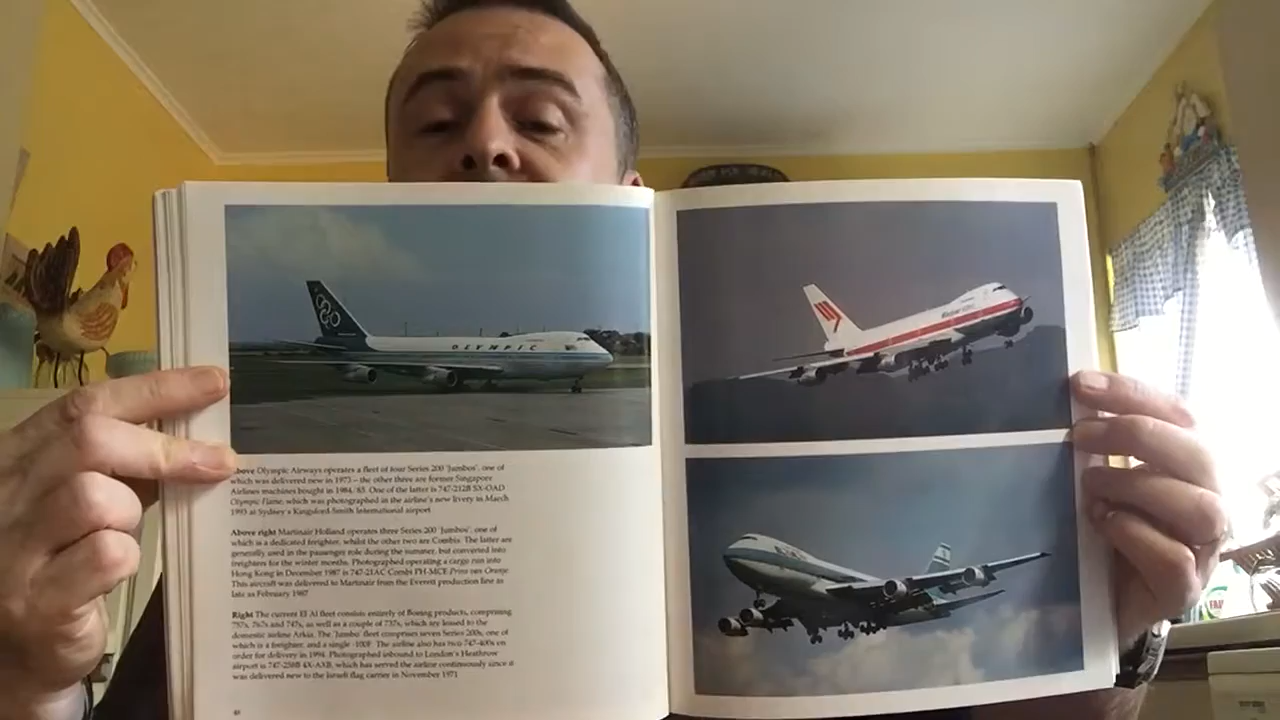 OLYMPIC
Above Olympic Airways operates a fleet of four Series 200 'Jumbos', one of
which was delivered new in 1973 – the other three are former Singapore
Airlines machines bought in 1984/85. One of the latter is 747-212B SX-OAD
Olympic Flame, which was photographed in the airline's new livery in March
1993 at Sydney's Kingsford Smith International airport
Above right Martinair Holland operates three Series 200 'Jumbos', one of
which is a dedicated freighter, whilst the other two are Combis. The latter are
generally used in the passenger role during the summer, but converted into
freighters for the winter months. Photographed operating a cargo run into
Hong Kong in December 1987 is 747-21AC Combi PH-MCE Prins van Oranje
This aircraft was delivered to Martinair from the Everett production line as
late as February 1987
Right The current El Al fleet consists entirely of Boeing products, comprising
757s, 767s and 747s, as well as a couple of 737s, which are leased to the
domestic airline Arkia. The 'Jumbo' fleet comprises seven Series 200s, one of
which is a freighter, and a single -100F. The airline also has two 747-400s on
order for delivery in 1994. Photographed inbound to London's Heathrow
airport is 747-258B 4X-AXB, which has served the airline continuously since it
was delivered new to the Israeli flag carrier in November 1971